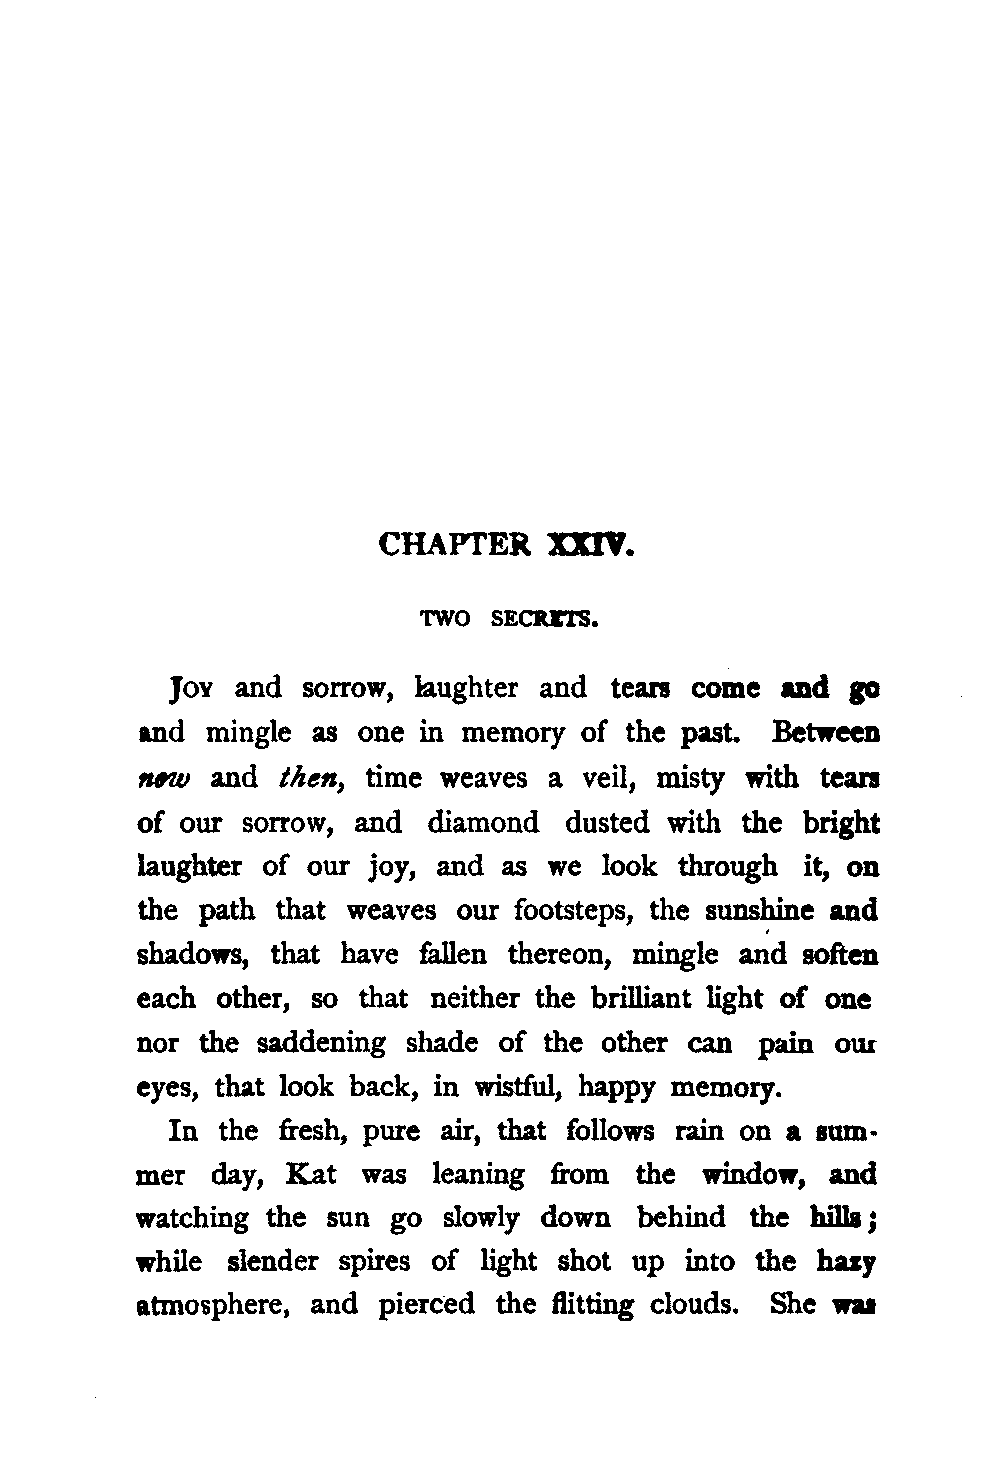 CHAPTER XXIV.
TWO SECRETS.
Joy and sorrow, laughter and tears come and go
and mingle as one in memory of the past. Between
now and then, time weaves a veil, misty with tears
of our sorrow, and diamond dusted with the bright
laughter of our joy, and as we look through it, on
the path that weaves our footsteps, the sunshine and
shadows, that have fallen thereon, mingle and soften
each other, so that neither the brilliant light of one
nor the saddening shade of the other can pain our
eyes, that look back, in wistful, happy memory.
In the fresh, pure air, that follows rain on a sum-
mer day, Kat was leaning from the window, and
watching the sun go slowly down behind the hills;
while slender spires of light shot up into the hazy
atmosphere, and pierced the flitting clouds. She was